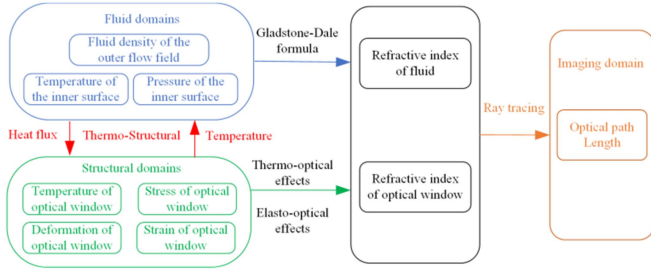 Fluid domains
Fluid density of the
outer flow field
Temperature of
the inner surface
Pressure of the
inner surface
Gladstone-Dale
formula
Heat flux
Thermo-Structural
Temperature
Structural domains
Temperature of
optical window
Stress of optical
window
Deformation of
optical window
Strain of optical
window
Thermo-optical
effects
Elasto-optical
effects
Refractive index
of fluid
Refractive index
of optical window
Ray tracing
Imaging domain
Optical path
Length